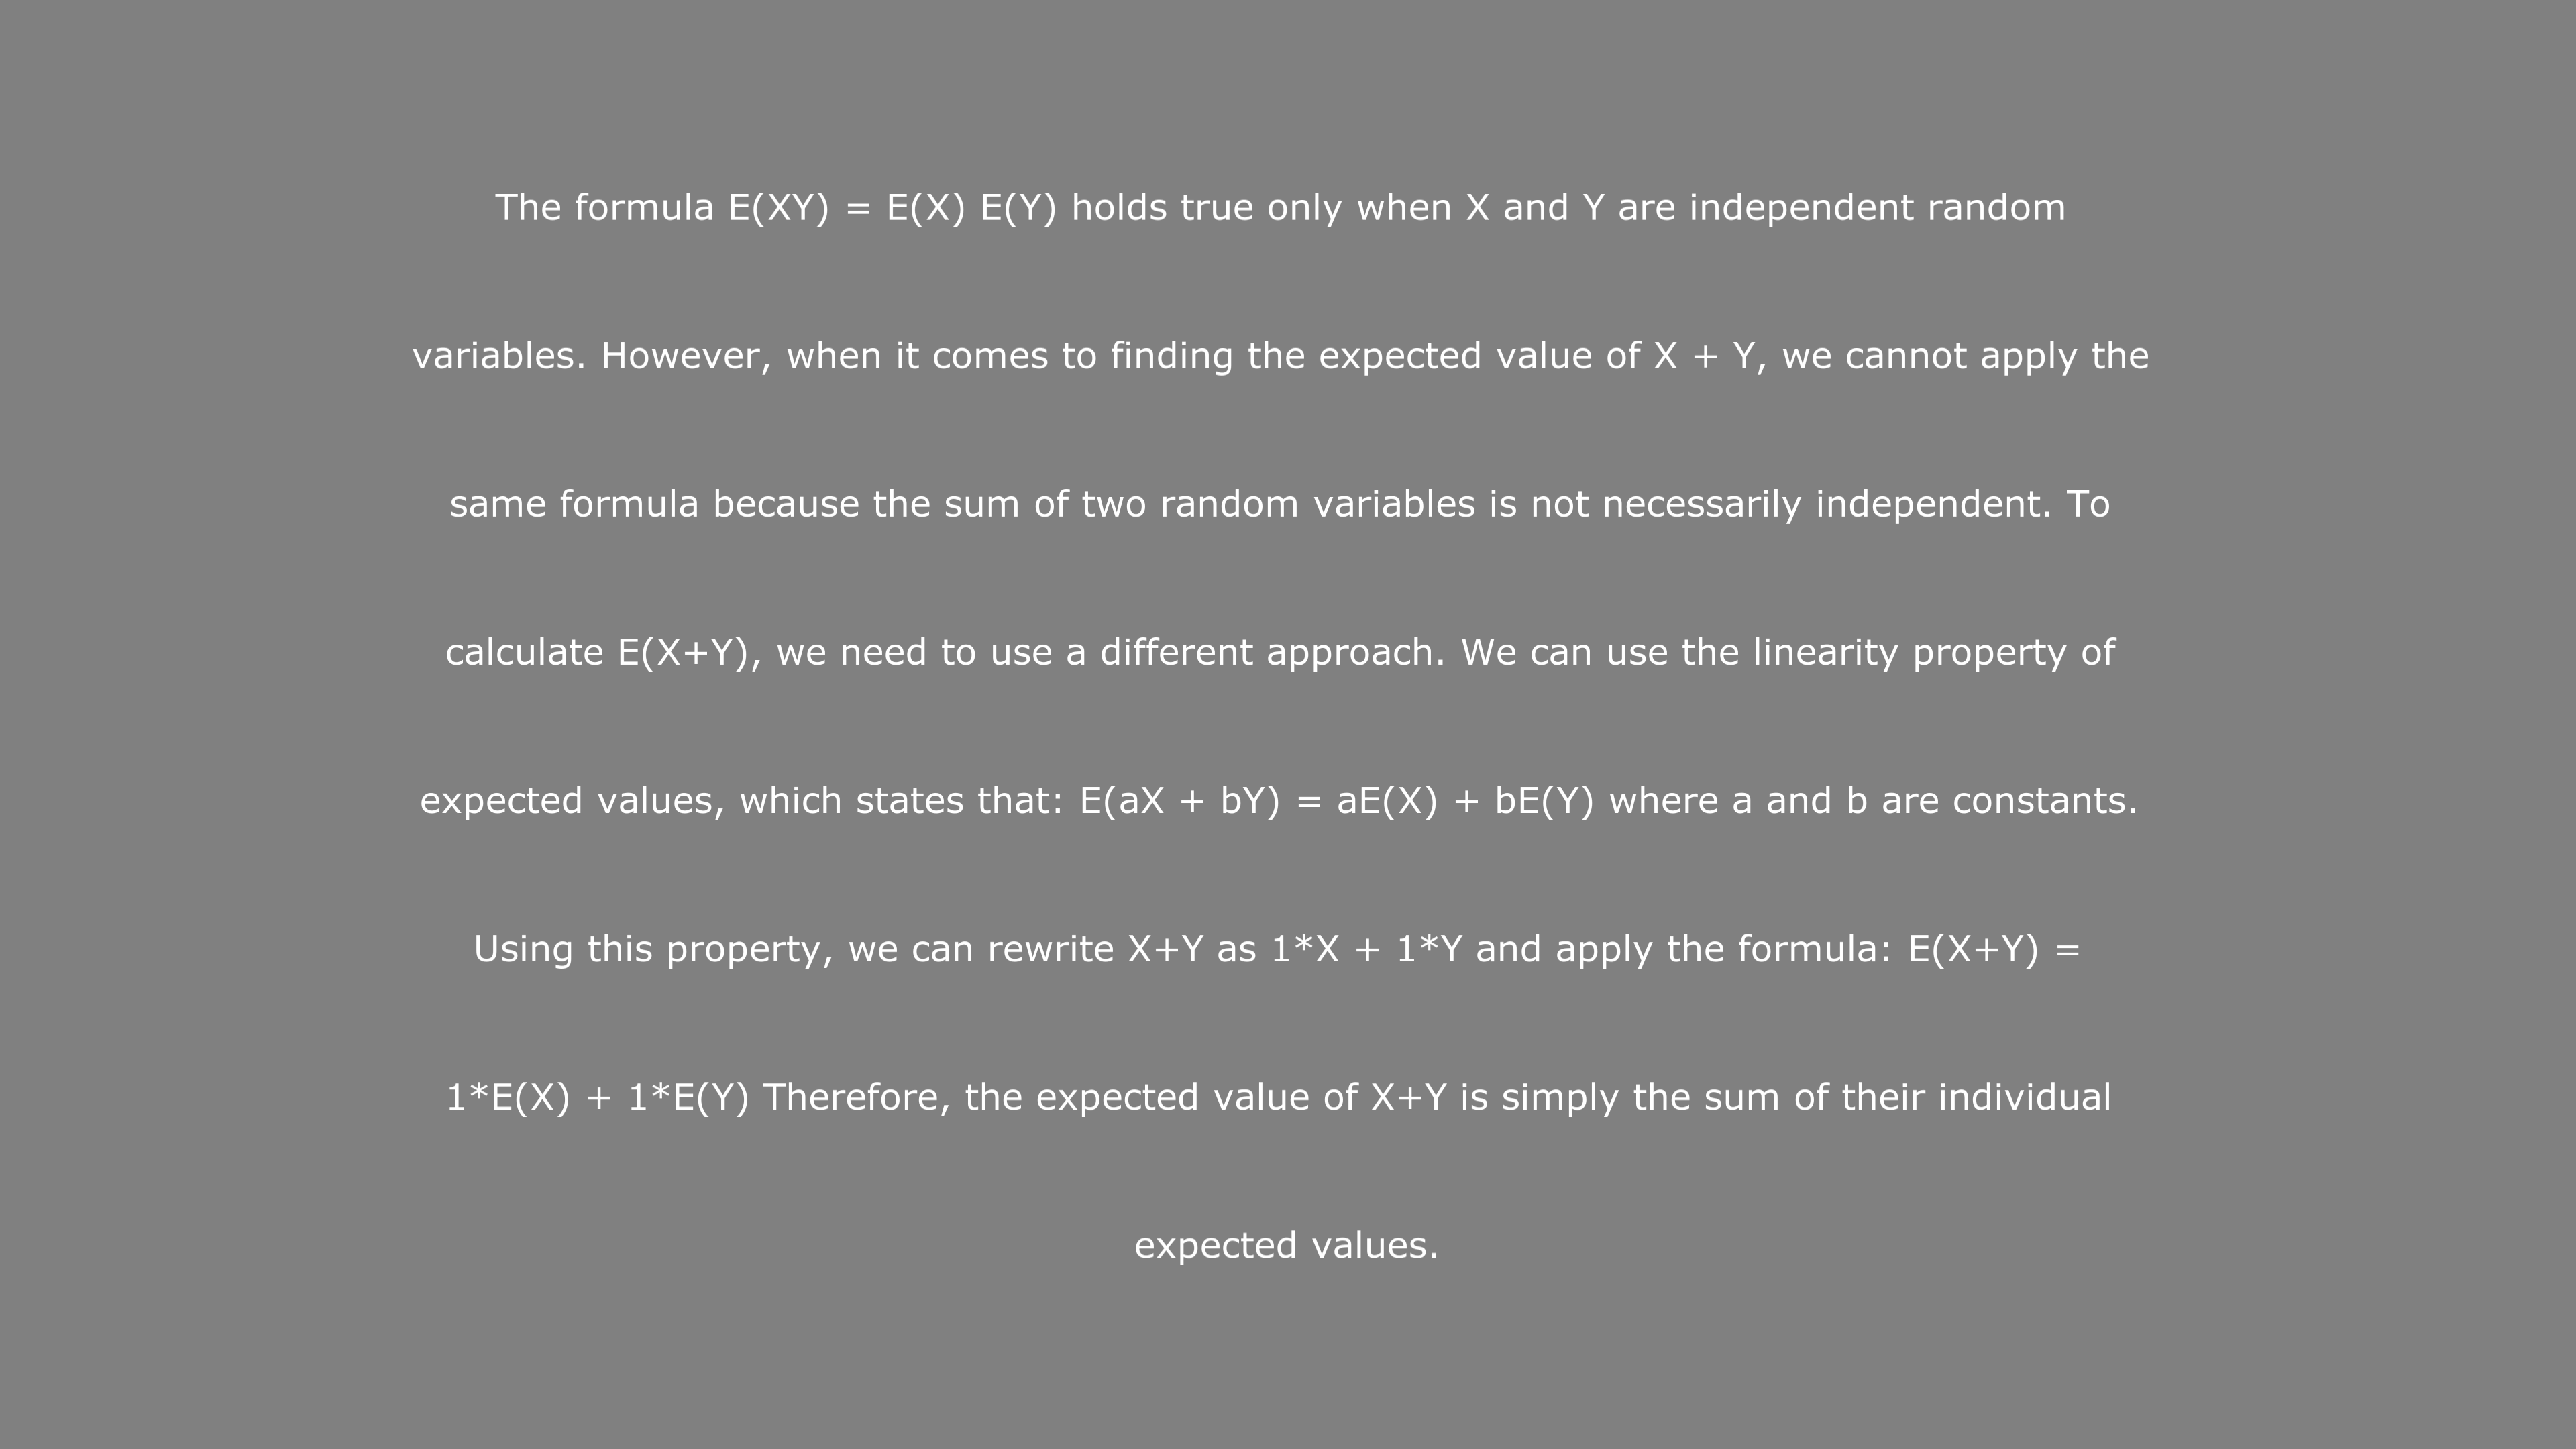 The formula E(XY) = E(X) E(Y) holds true only when X and Y are independent random
variables. However, when it comes to finding the expected value of X + Y, we cannot apply the
same formula because the sum of two random variables is not necessarily independent. To
calculate E(X+Y), we need to use a different approach. We can use the linearity property of
expected values, which states that: E(aX + bY) = aE(X) + bE(Y) where a and b are constants.
Using this property, we can rewrite X+Y as 1*X + 1*Y and apply the formula: E(X+Y) =
1*E(X) + 1*E(Y) Therefore, the expected value of X+Y is simply the sum of their individual
expected values.